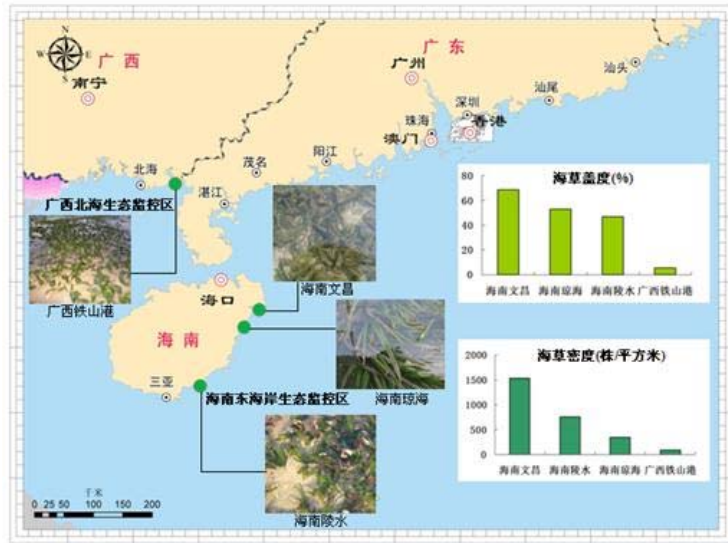 N
W
E
S
广西
南宁
广东
广州
汕头
汕尾
深圳
香港
珠海
澳门
阳江
茂名
北海
湛江
广西北海生态监控区
广西铁山港
海南文昌
海口
海南
海南琼海
三亚
海南东海岸生态监控区
海南陵水
千米
0 25 50 100 150 200
海草盖度(%)
80
60
40
20
0
海南文昌 海南琼海 海南陵水 广西铁山港
海草密度(株/平方米)
2000
1500
1000
500
0
海南文昌 海南陵水 海南琼海 广西铁山港